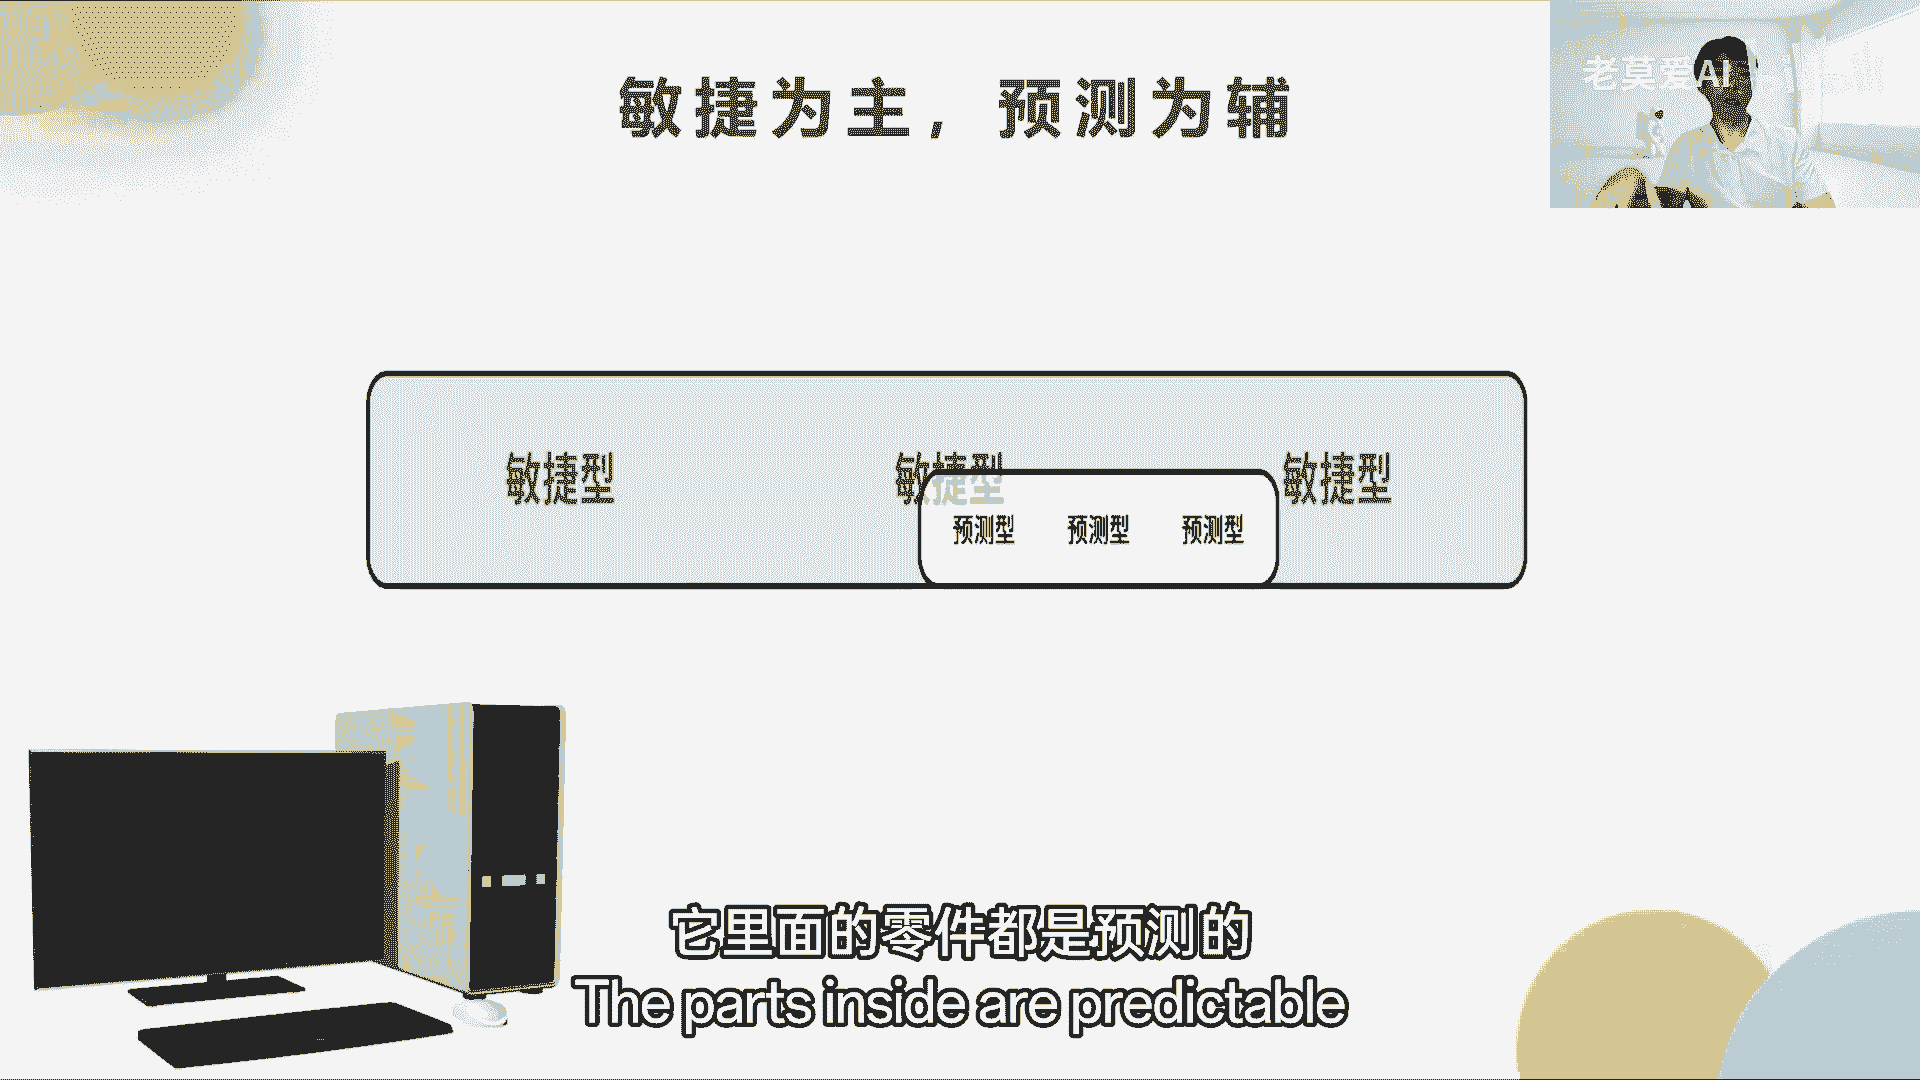 敏捷为主，预测为辅
老莫爱AI
敏捷型 敏捷型 敏捷型
预测型 预测型 预测型
它里面的零件都是预测的
The parts inside are predictable